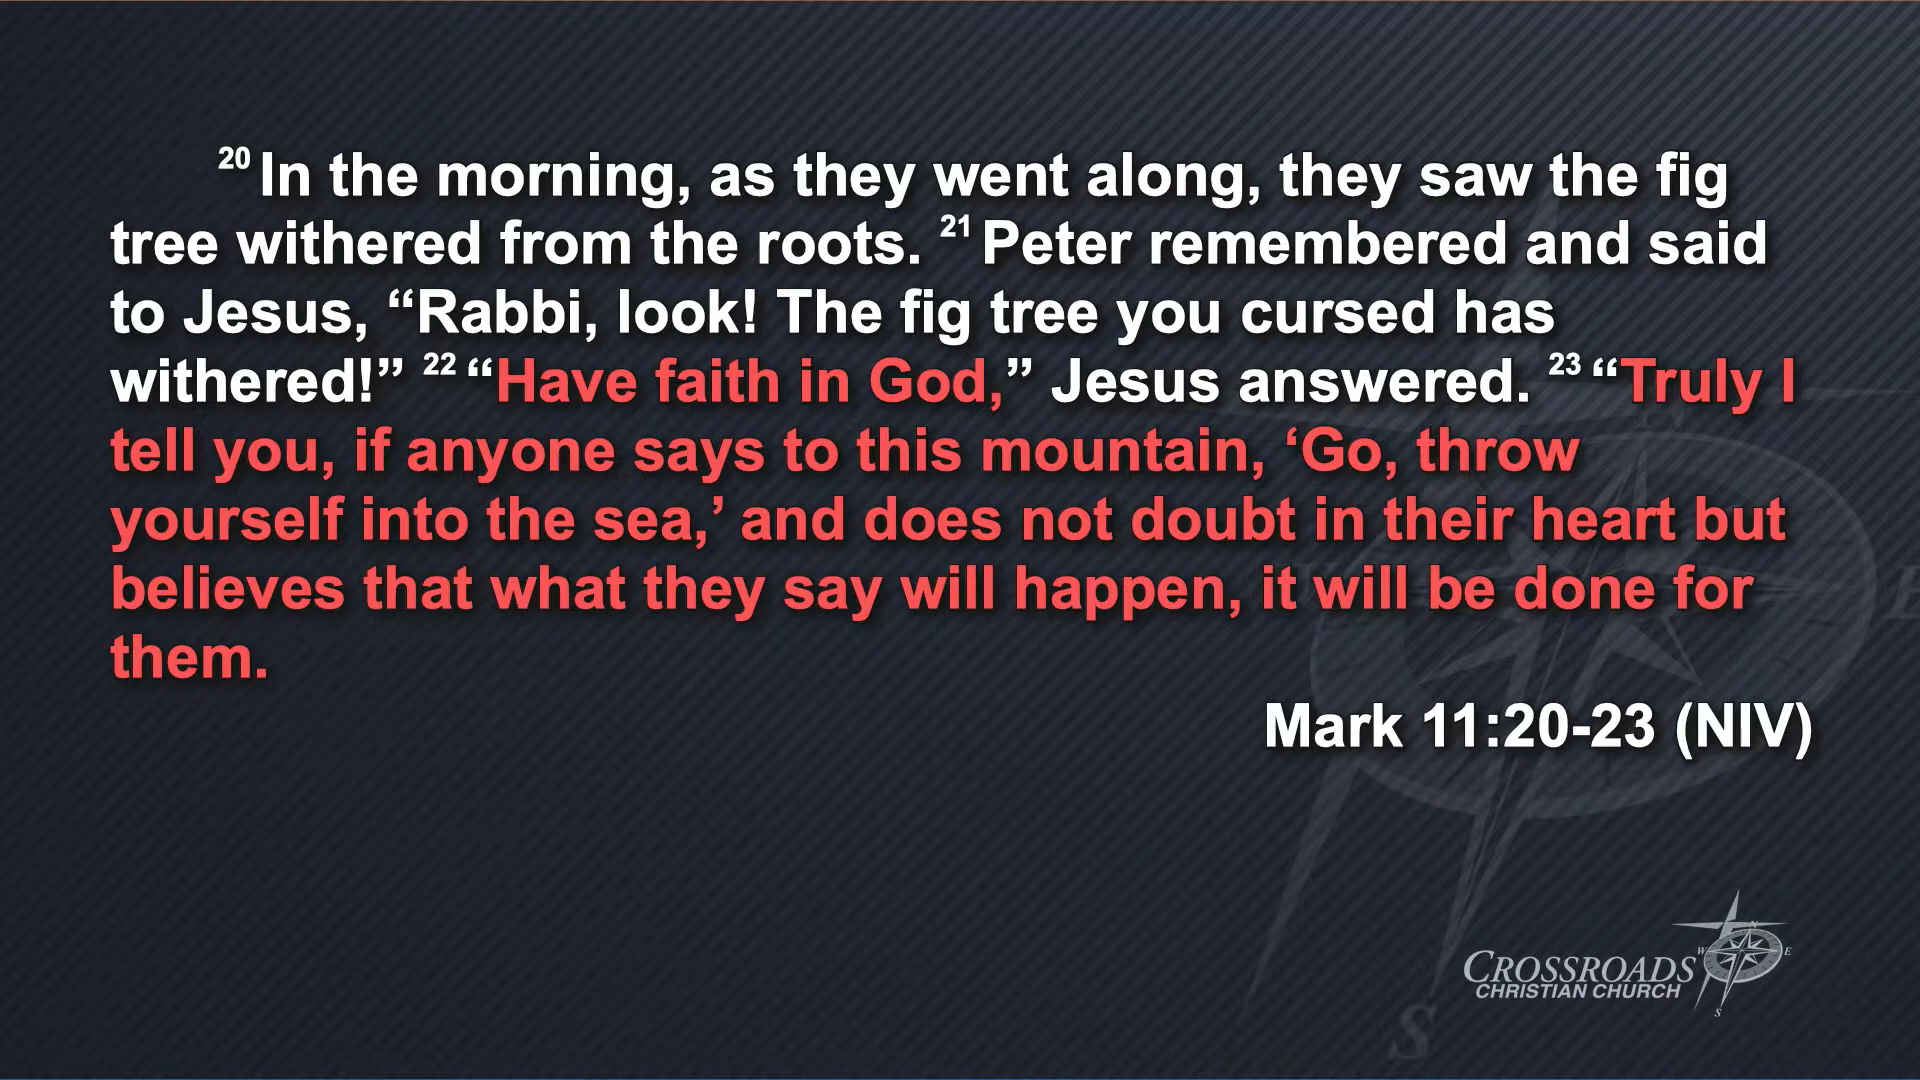 20 In the morning, as they went along, they saw the fig
tree withered from the roots. 21 Peter remembered and said
to Jesus, “Rabbi, look! The fig tree you cursed has
withered!” 22 “Have faith in God,” Jesus answered. 23 “Truly I
tell you, if anyone says to this mountain, ‘Go, throw
yourself into the sea,’ and does not doubt in their heart but
believes that what they say will happen, it will be done for
them.
Mark 11:20-23 (NIV)
E
S
CROSSROADS
CHRISTIAN CHURCH
N
W
E
S